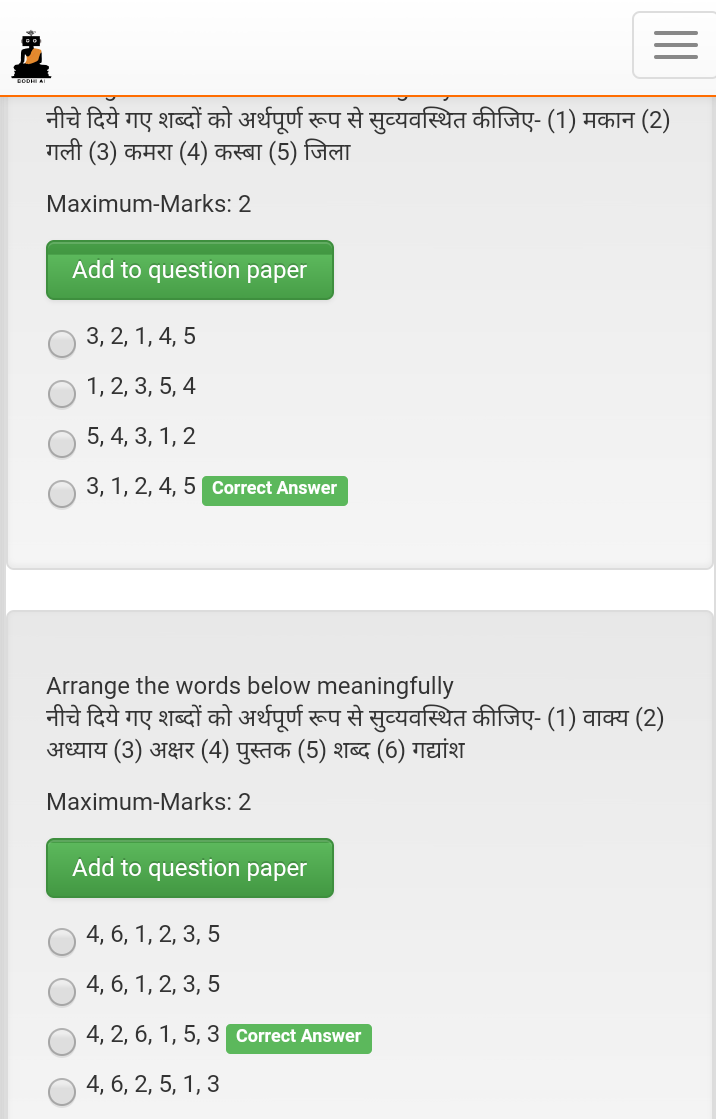 BODHI AI
नीचे दिये गए शब्दों को अर्थपूर्ण रूप से सुव्यवस्थित कीजिए- (1) मकान (2)
गली (3) कमरा (4) कस्बा (5) जिला
Maximum-Marks: 2
Add to question paper
3, 2, 1, 4, 5
1, 2, 3, 5, 4
5, 4, 3, 1, 2
3, 1, 2, 4, 5 Correct Answer
Arrange the words below meaningfully
नीचे दिये गए शब्दों को अर्थपूर्ण रूप से सुव्यवस्थित कीजिए- (1) वाक्य (2)
अध्याय (3) अक्षर (4) पुस्तक (5) शब्द (6) गद्यांश
Maximum-Marks: 2
Add to question paper
4, 6, 1, 2, 3, 5
4, 6, 1, 2, 3, 5
4, 2, 6, 1, 5, 3 Correct Answer
4, 6, 2, 5, 1, 3